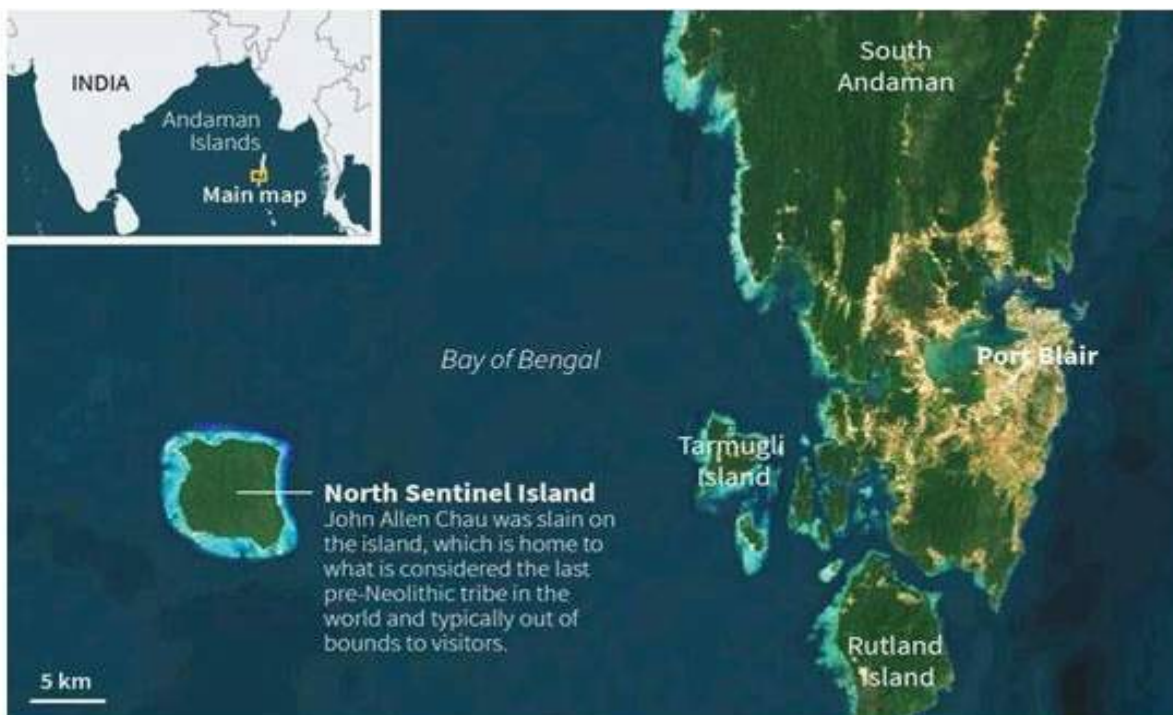 INDIA
Andaman
Islands
Main map
South
Andaman
Bay of Bengal
Port Blair
Tarmugli
Island
North Sentinel Island
John Allen Chau was slain on
the island, which is home to
what is considered the last
pre-Neolithic tribe in the
world and typically out of
bounds to visitors.
Rutland
Island
5 km